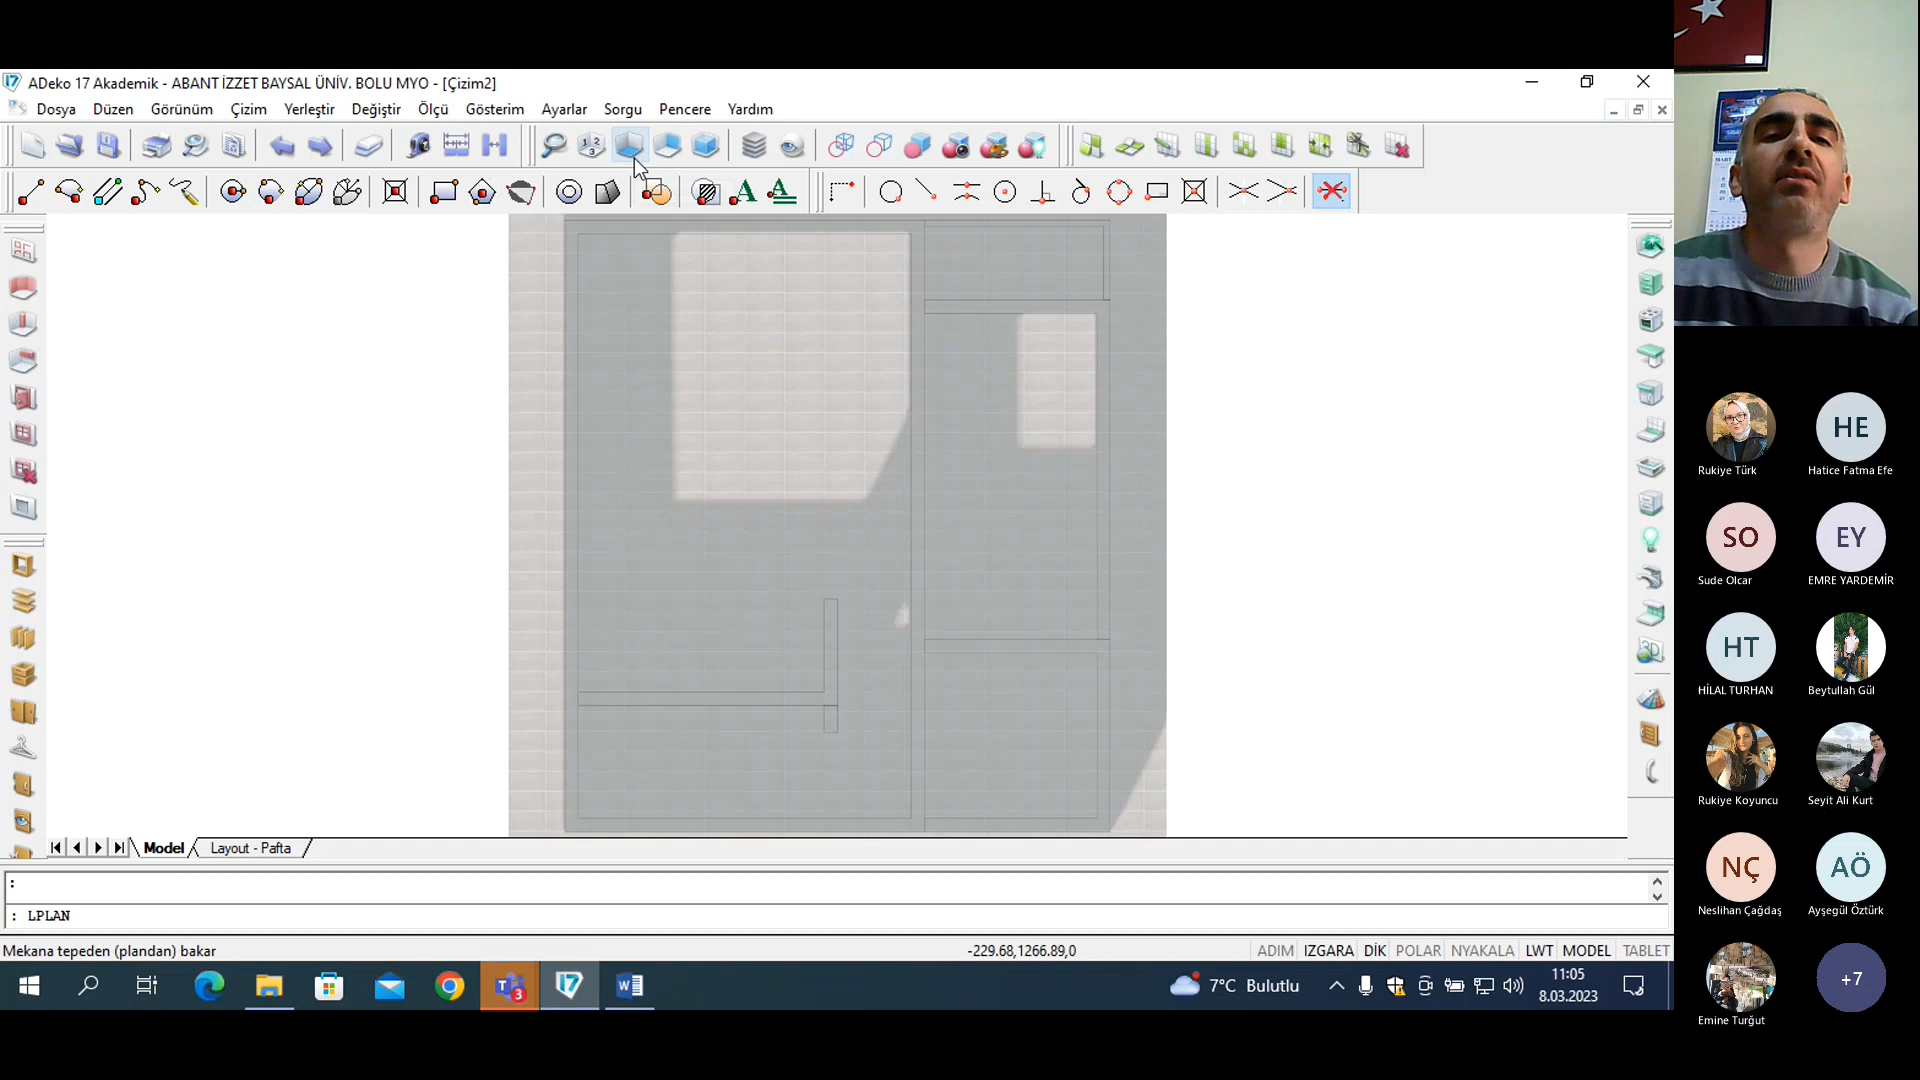 ADeko 17 Akademik - ABANT İZZET BAYSAL ÜNİV. BOLU MYO - [Çizim2]
Dosya Düzen Görünüm Çizim Yerleştir Değiştir Ölçü Gösterim Ayarlar Sorgu Pencere Yardım
Model
Layout - Pafta
:
: LPLAN
Mekana tepeden (plandan) bakar
-229.68,1266.89,0
ADIM IZGARA DİK POLAR NYAKALA LWT MODEL TABLET
7°C Bulutlu
11:05
8.03.2023
Rukiye Türk
HE
Hatice Fatma Efe
SO
Sude Olcar
EY
EMRE YARDEMİR
HT
HİLAL TURHAN
Beytullah Gül
Rukiye Koyuncu
Seyit Ali Kurt
NÇ
Neslihan Çağdaş
AÖ
Ayşegül Öztürk
Emine Turğut
+7